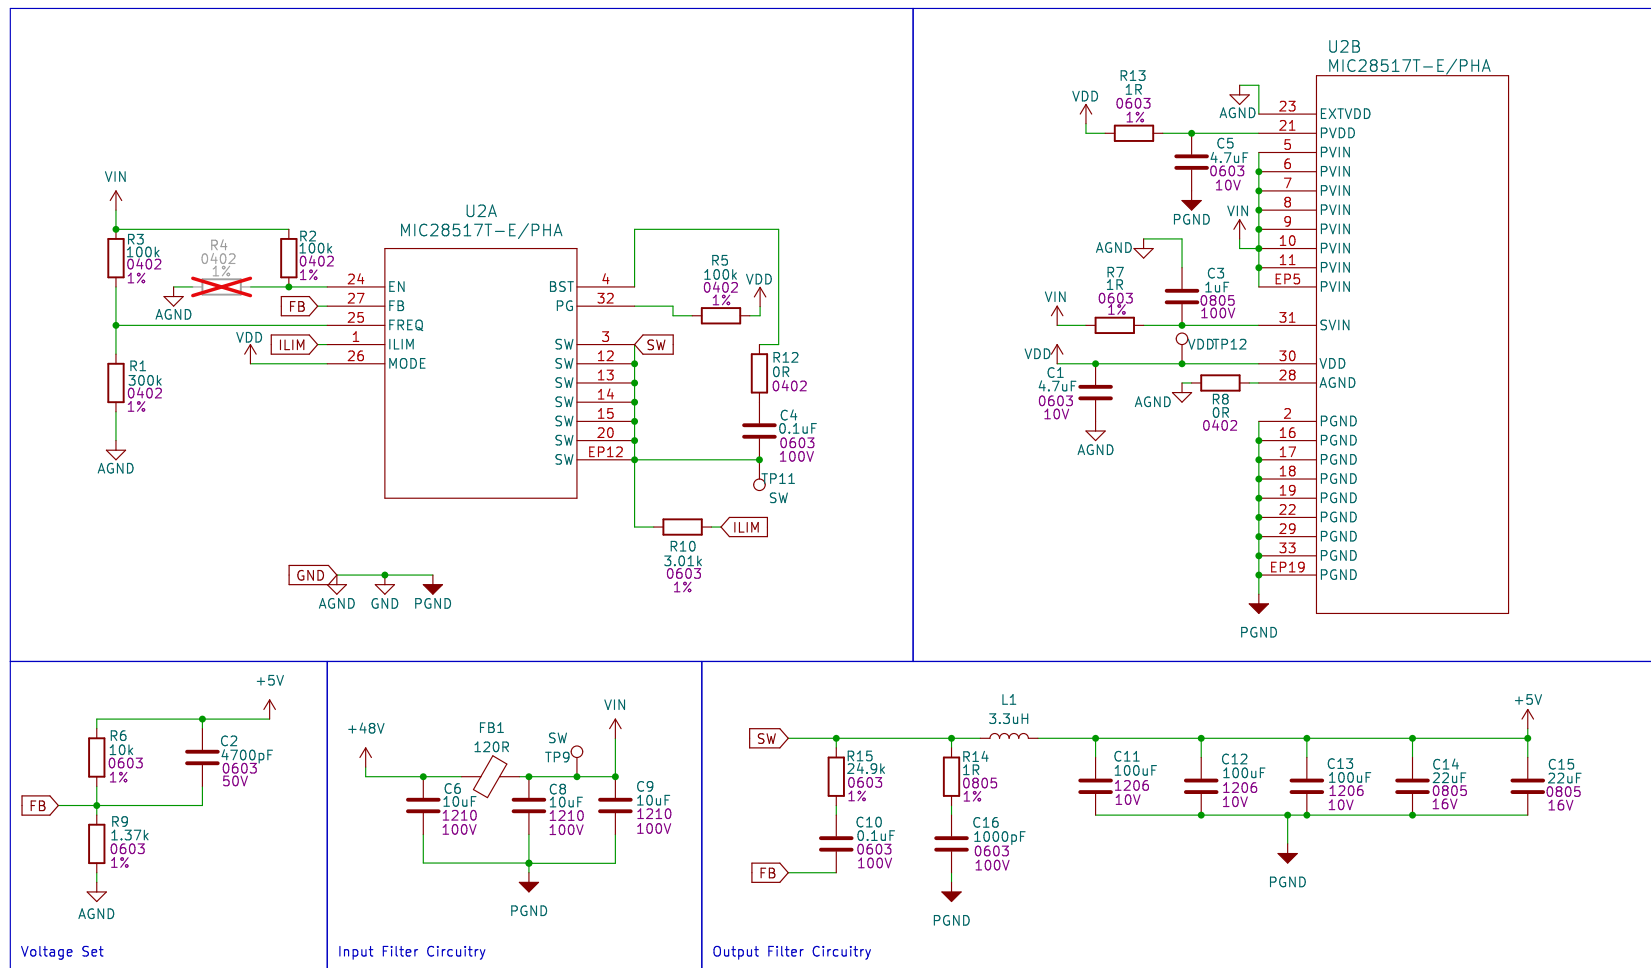 VIN
R3
100k
0402
1%
R4
0402
1%
R2
100k
0402
1%
AGND
FB
VDD
ILIM
R1
300k
0402
1%
AGND
U2A
MIC28517T-E/PHA
24 EN
27 FB
25 FREQ
1 ILIM
26 MODE
BST 4
PG 32
SW 3
SW 12
SW 13
SW 14
SW 15
SW 20
SW EP12
SW
R5
100k
0402
1%
VDD
R12
0R
0402
C4
0.1uF
0603
100V
TP11
SW
R10
3.01k
0603
1%
ILIM
GND
AGND
GND
PGND
U2B
MIC28517T-E/PHA
R13
1R
0603
1%
VDD
AGND
C5
4.7uF
0603
10V
PGND
VIN
AGND
R7
1R
0603
1%
C3
1uF
0805
100V
VIN
VDD
VDD
TP12
C1
4.7uF
0603
10V
AGND
AGND
R8
0R
0402
23 EXTVDD
21 PVDD
5 PVIN
6 PVIN
7 PVIN
8 PVIN
9 PVIN
10 PVIN
11 PVIN
EP5 PVIN
31 SVIN
30 VDD
28 AGND
2 PGND
16 PGND
17 PGND
18 PGND
19 PGND
22 PGND
29 PGND
33 PGND
EP19 PGND
PGND
+5V
R6
10k
0603
1%
C2
4700pF
0603
50V
FB
R9
1.37k
0603
1%
AGND
Voltage Set
+48V
FB1
120R
SW
TP9
VIN
C6
10uF
1210
100V
C8
10uF
1210
100V
C9
10uF
1210
100V
PGND
Input Filter Circuitry
SW
L1
3.3uH
+5V
R15
24.9k
0603
1%
R14
1R
0805
1%
C10
0.1uF
0603
100V
C16
1000pF
0603
100V
FB
PGND
C11
100uF
1206
10V
C12
100uF
1206
10V
C13
100uF
1206
10V
C14
22uF
0805
16V
C15
22uF
0805
16V
PGND
Output Filter Circuitry